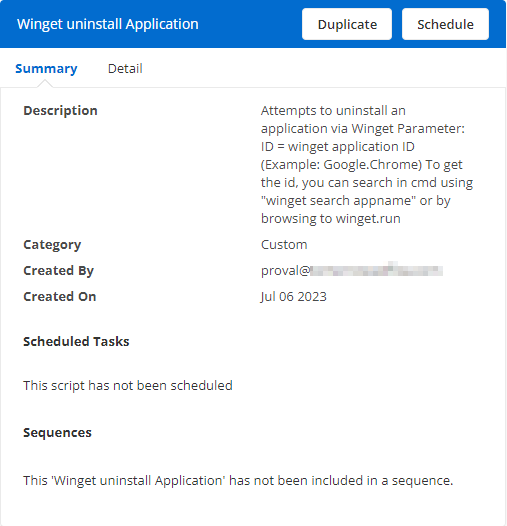 Winget uninstall Application
Duplicate
Schedule
Summary
Detail
Description
Attempts to uninstall an
application via Winget Parameter:
ID = winget application ID
(Example: Google.Chrome) To get
the id, you can search in cmd using
"winget search appname" or by
browsing to winget.run
Category
Custom
Created By
proval@
Created On
Jul 06 2023
Scheduled Tasks
This script has not been scheduled
Sequences
This 'Winget uninstall Application' has not been included in a sequence.